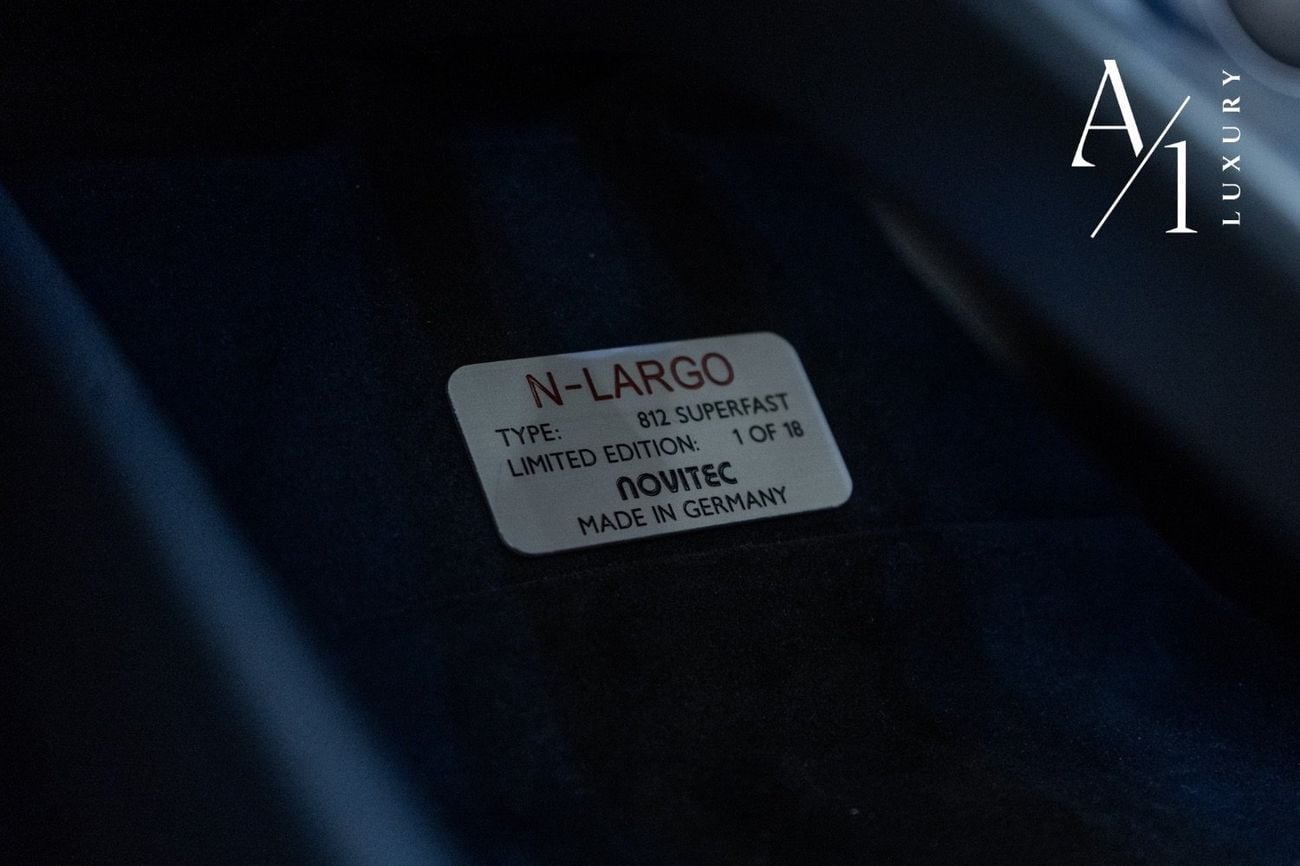 N-LARGO
TYPE: 812 SUPERFAST
LIMITED EDITION: 1 OF 18
NOVITEC
MADE IN GERMANY
A/1
LUXURY